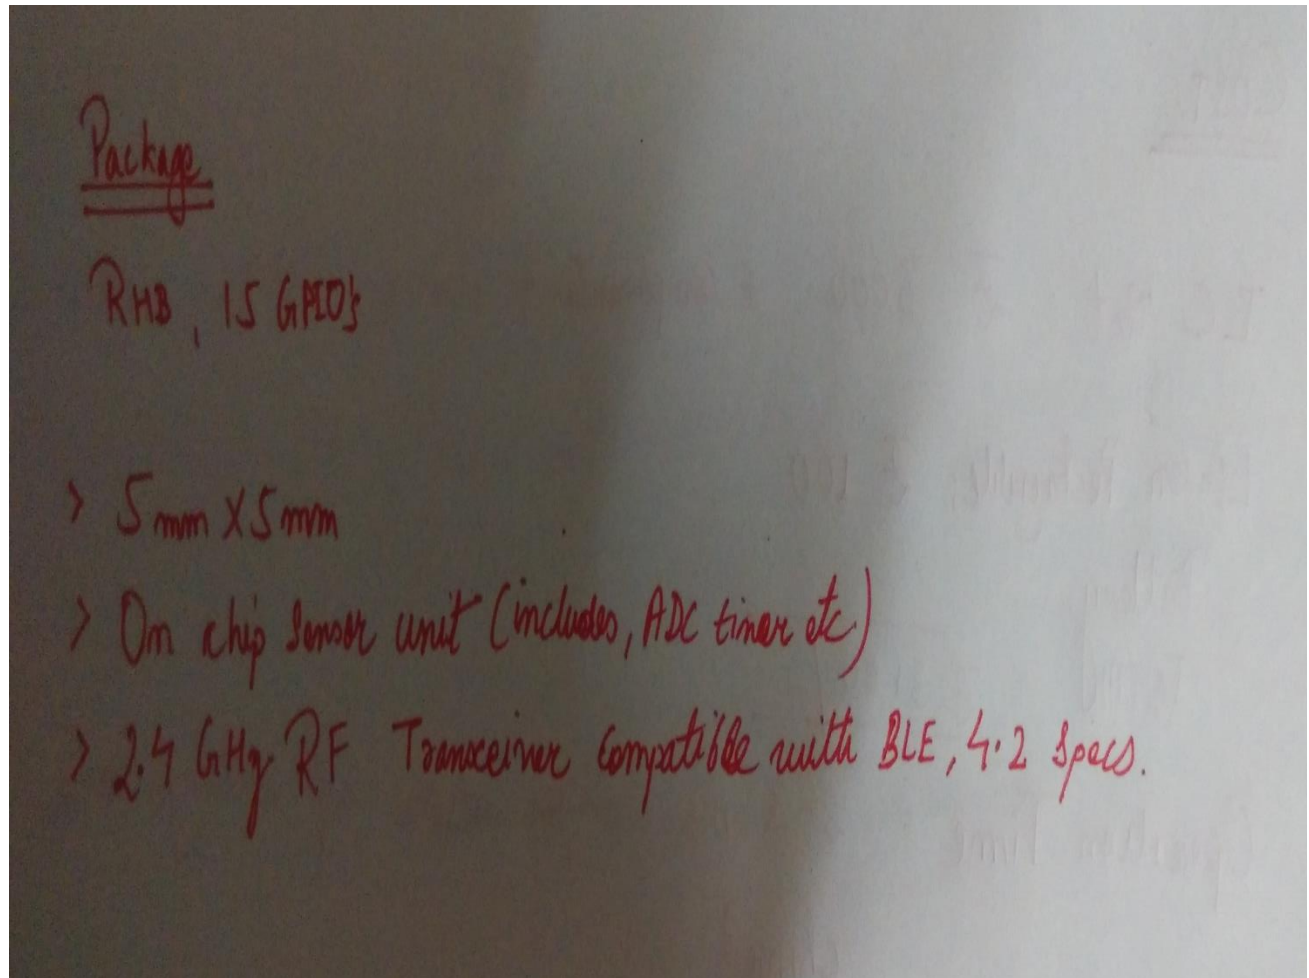 Package
RHB, 15 GPIO's
> 5mm X 5mm
> On chip Sensor unit (includes, ADC timer etc)
> 2.4 GHz RF Transceiver Compatible with BLE, 4.2 Specs.